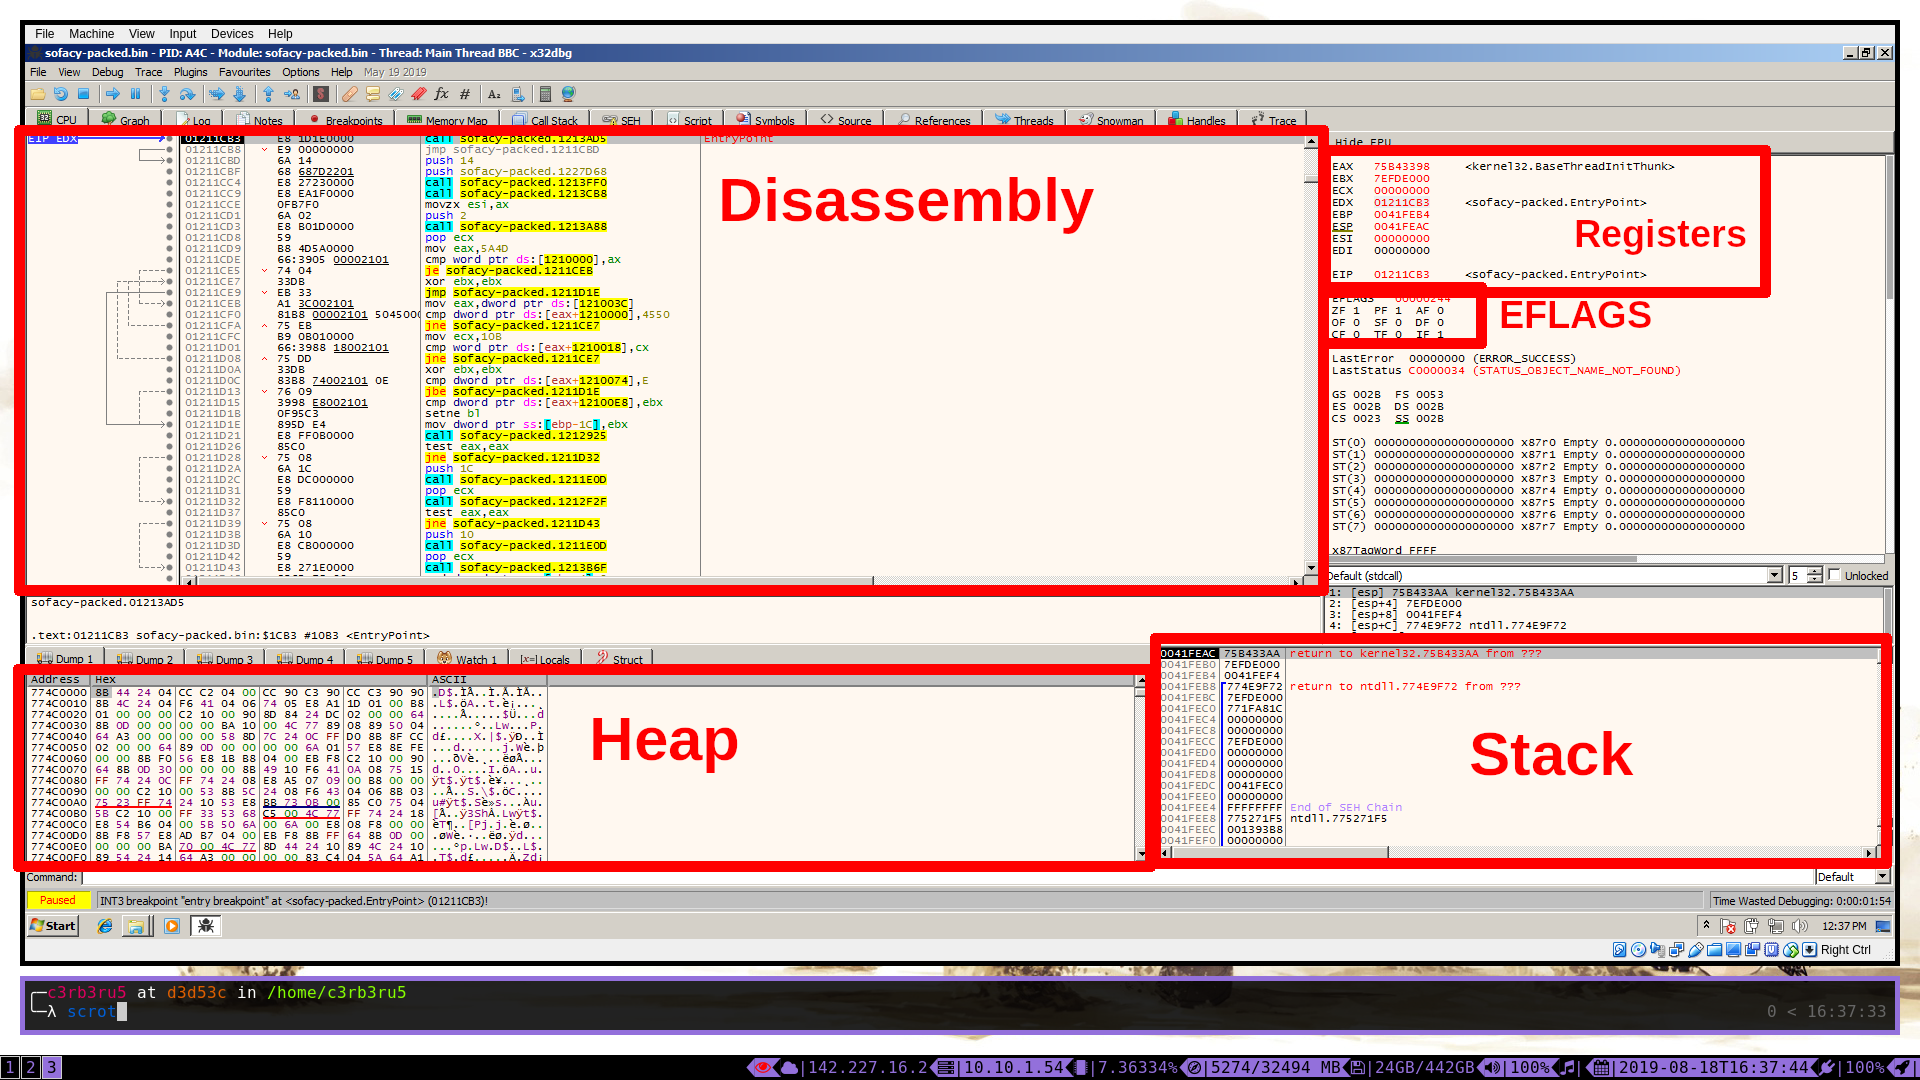 File Machine View Input Devices Help
sofacy-packed.bin - PID: A4C - Module: sofacy-packed.bin - Thread: Main Thread BBC - x32dbg
File View Debug Trace Plugins Favourites Options Help May 19 2019
CPU Graph Log Notes Breakpoints Memory Map Call Stack SEH Script Symbols Source References Threads Snowman Handles Trace
EIP EDX 01211CB3 E8 1D1E0000 call sofacy-packed.1213AD5 EntryPoint
01211CB8 E9 00000000 jmp sofacy-packed.1211CBD
01211CBD 6A 14 push 14
01211CBF 68 687D2201 push sofacy-packed.1227D68
01211CC4 E8 27230000 call sofacy-packed.1213FF0
01211CC9 E8 EA1F0000 call sofacy-packed.1213CB8
01211CCE 0FB7F0 movzx esi,ax
01211CD1 6A 02 push 2
01211CD3 E8 B01D0000 call sofacy-packed.1213A88
01211CD8 59 pop ecx
01211CD9 B8 4D5A0000 mov eax,5A4D
01211CDE 66:3905 00002101 cmp word ptr ds:[1210000],ax
01211CE5 74 04 je sofacy-packed.1211CEB
01211CE7 33DB xor ebx,ebx
01211CE9 EB 33 jmp sofacy-packed.1211D1E
01211CEB A1 3C002101 mov eax,dword ptr ds:[121003C]
01211CF0 81B8 00002101 504500 cmp dword ptr ds:[eax+1210000],4550
01211CFA 75 EB jne sofacy-packed.1211CE7
01211CFC B9 0B010000 mov ecx,10B
01211D01 66:3988 18002101 cmp word ptr ds:[eax+1210018],cx
01211D08 75 DD jne sofacy-packed.1211CE7
01211D0A 33DB xor ebx,ebx
01211D0C 83B8 74002101 0E cmp dword ptr ds:[eax+1210074],E
01211D13 76 09 jbe sofacy-packed.1211D1E
01211D15 3998 E8002101 cmp dword ptr ds:[eax+12100E8],ebx
01211D1B 0F95C3 setne bl
01211D1E 895D E4 mov dword ptr ss:[ebp-1C],ebx
01211D21 E8 FF0B0000 call sofacy-packed.1212925
01211D26 85C0 test eax,eax
01211D28 75 08 jne sofacy-packed.1211D32
01211D2A 6A 1C push 1C
01211D2C E8 DC000000 call sofacy-packed.1211E0D
01211D31 59 pop ecx
01211D32 E8 F8110000 call sofacy-packed.1212F2F
01211D37 85C0 test eax,eax
01211D39 75 08 jne sofacy-packed.1211D43
01211D3B 6A 10 push 10
01211D3D E8 CB000000 call sofacy-packed.1211E0D
01211D42 59 pop ecx
01211D43 E8 271E0000 call sofacy-packed.1213B6F
Disassembly
Hide FPU
EAX 75B43398 <kernel32.BaseThreadInitThunk>
EBX 7EFDE000
ECX 00000000
EDX 01211CB3 <sofacy-packed.EntryPoint>
EBP 0041FEB4
ESP 0041FEAC
ESI 00000000
EDI 00000000
Registers
EIP 01211CB3 <sofacy-packed.EntryPoint>
EFLAGS 00000244
ZF 1 PF 1 AF 0
OF 0 SF 0 DF 0
CF 0 TF 0 IF 1
EFLAGS
LastError 00000000 (ERROR_SUCCESS)
LastStatus C0000034 (STATUS_OBJECT_NAME_NOT_FOUND)
GS 002B FS 0053
ES 002B DS 002B
CS 0023 SS 002B
ST(0) 00000000000000000000 x87r0 Empty 0.000000000000000000
ST(1) 00000000000000000000 x87r1 Empty 0.000000000000000000
ST(2) 00000000000000000000 x87r2 Empty 0.000000000000000000
ST(3) 00000000000000000000 x87r3 Empty 0.000000000000000000
ST(4) 00000000000000000000 x87r4 Empty 0.000000000000000000
ST(5) 00000000000000000000 x87r5 Empty 0.000000000000000000
ST(6) 00000000000000000000 x87r6 Empty 0.000000000000000000
ST(7) 00000000000000000000 x87r7 Empty 0.000000000000000000
x87TagWord FFFF
Default (stdcall) 5 Unlocked
1: [esp] 75B433AA kernel32.75B433AA
2: [esp+4] 7EFDE000
3: [esp+8] 0041FEF4
4: [esp+C] 774E9F72 ntdll.774E9F72
sofacy-packed.01213AD5
.text:01211CB3 sofacy-packed.bin:$1CB3 #10B3 <EntryPoint>
Dump 1 Dump 2 Dump 3 Dump 4 Dump 5 Watch 1 [x=] Locals Struct
Address Hex ASCII
774C0000 8B 44 24 04 CC C2 04 00 CC 90 C3 90 CC C3 90 90
774C0010 8B 4C 24 04 F6 41 04 06 74 05 E8 A1 1D 01 00 B8
774C0020 01 00 00 00 C2 10 00 90 8D 84 24 DC 02 00 00 64
774C0030 8B 0D 00 00 00 00 BA 10 00 4C 77 89 08 89 50 04
774C0040 64 A3 00 00 00 00 58 8D 7C 24 0C FF D0 8B 8F CC
774C0050 02 00 00 64 89 0D 00 00 00 00 6A 01 57 E8 8E FE
774C0060 00 00 8B F0 56 E8 1B B8 04 00 EB F8 C2 10 00 90
774C0070 64 8B 0D 30 00 00 00 8B 49 10 F6 41 0A 08 75 15
774C0080 FF 74 24 0C FF 74 24 08 E8 A5 07 09 00 B8 00 00
774C0090 00 00 C2 10 00 53 8B 5C 24 08 F6 43 04 06 8B 03
774C00A0 75 23 FF 74 24 10 53 E8 BB 73 0B 00 85 C0 75 04
774C00B0 5B C2 10 00 FF 33 53 68 C5 00 4C 77 FF 74 24 18
774C00C0 E8 54 B6 04 00 5B 50 6A 00 6A 00 E8 08 F8 00 00
774C00D0 8B F8 57 E8 AD B7 04 00 EB F8 8B FF 64 8B 0D 00
774C00E0 00 00 00 BA 70 00 4C 77 8D 44 24 10 89 4C 24 10
774C00F0 89 54 24 14 64 A3 00 00 00 00 83 C4 04 5A 64 A1
Heap
0041FEAC 75B433AA return to kernel32.75B433AA from ???
0041FEB0 7EFDE000
0041FEB4 0041FEF4
0041FEB8 774E9F72 return to ntdll.774E9F72 from ???
0041FEBC 7EFDE000
0041FEC0 771FA81C
0041FEC4 00000000
0041FEC8 00000000
0041FECC 7EFDE000
0041FED0 00000000
0041FED4 00000000
0041FED8 00000000
0041FEDC 0041FEC0
0041FEE0 00000000
0041FEE4 FFFFFFFF End of SEH Chain
0041FEE8 775271F5 ntdll.775271F5
0041FEEC 001393B8
0041FEF0 00000000
Stack
Command: Default
Paused INT3 breakpoint "entry breakpoint" at <sofacy-packed.EntryPoint> (01211CB3)! Time Wasted Debugging: 0:00:01:54
Start 12:37 PM
Right Ctrl
c3rb3ru5 at d3d53c in /home/c3rb3ru5
λ scrot 0 < 16:37:33
1 2 3 142.227.16.2 10.10.1.54 7.36334% 5274/32494 MB 24GB/442GB 100% 2019-08-18T16:37:44 100%